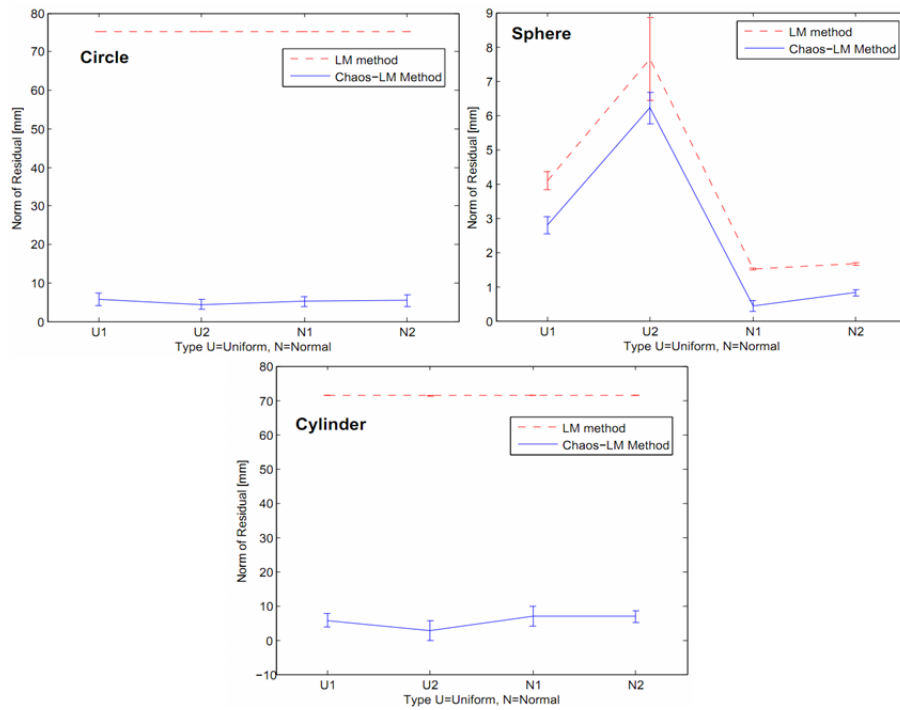 80
70
60
50
40
30
20
10
0
Norm of Residual [mm]
Circle
LM method
Chaos−LM Method
U1 U2 N1 N2
Type U=Uniform, N=Normal
9
8
7
6
5
4
3
2
1
0
Norm of Residual [mm]
Sphere
LM method
Chaos−LM Method
U1 U2 N1 N2
Type U=Uniform, N=Normal
80
70
60
50
40
30
20
10
0
−10
Norm of Residual [mm]
Cylinder
LM method
Chaos−LM Method
U1 U2 N1 N2
Type U=Uniform, N=Normal